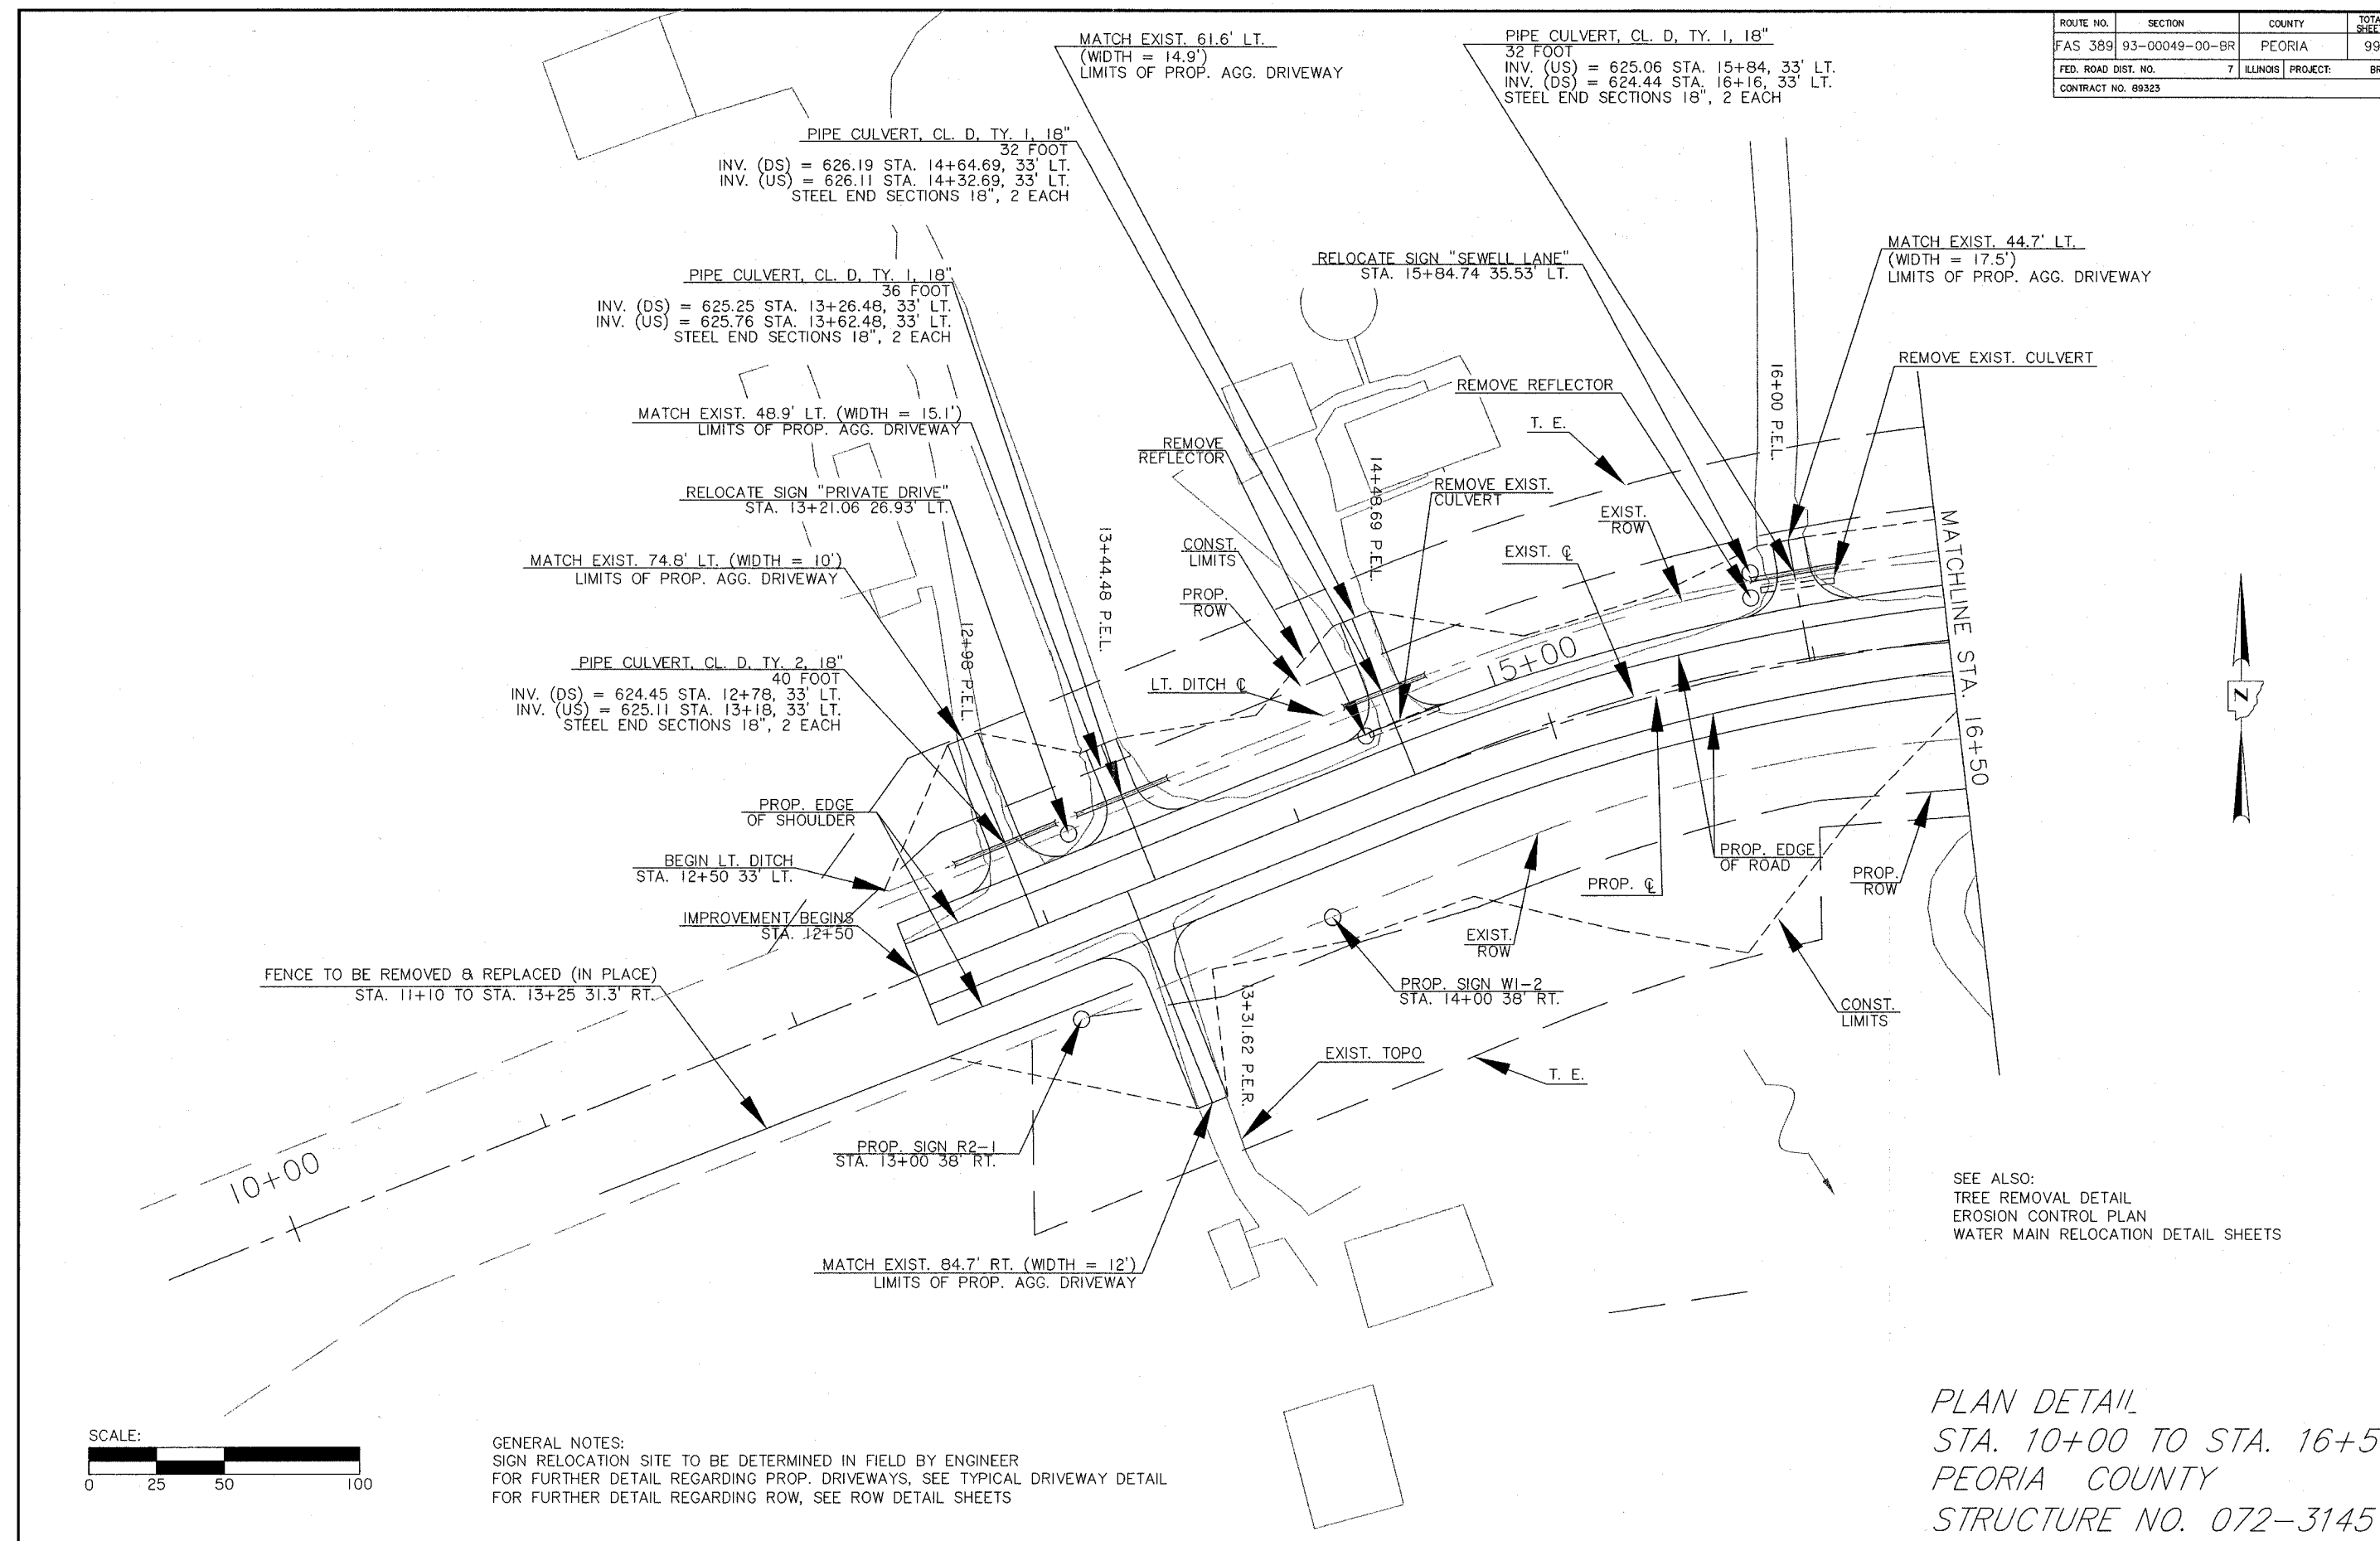 ROUTE NO. SECTION COUNTY
FAS 389 93-00049-00-BR PEORIA 99
FED. ROAD DIST. NO. 7 ILLINOIS PROJECT: BR
CONTRACT NO. 89323
MATCH EXIST. 61.6' LT.
(WIDTH = 14.9')
LIMITS OF PROP. AGG. DRIVEWAY
PIPE CULVERT, CL. D, TY. 1, 18"
32 FOOT
INV. (US) = 625.06 STA. 15+84, 33' LT.
INV. (DS) = 624.44 STA. 16+16, 33' LT.
STEEL END SECTIONS 18", 2 EACH
PIPE CULVERT, CL. D, TY. 1, 18"
32 FOOT
INV. (DS) = 626.19 STA. 14+64.69, 33' LT.
INV. (US) = 626.11 STA. 14+32.69, 33' LT.
STEEL END SECTIONS 18", 2 EACH
MATCH EXIST. 44.7' LT.
(WIDTH = 17.5')
LIMITS OF PROP. AGG. DRIVEWAY
RELOCATE SIGN "SEWELL LANE"
STA. 15+84.74 35.53' LT.
PIPE CULVERT, CL. D, TY. 1, 18"
36 FOOT
INV. (DS) = 625.25 STA. 13+26.48, 33' LT.
INV. (US) = 625.76 STA. 13+62.48, 33' LT.
STEEL END SECTIONS 18", 2 EACH
REMOVE EXIST. CULVERT
REMOVE REFLECTOR
16+00 P.E.L.
MATCH EXIST. 48.9' LT. (WIDTH = 15.1')
LIMITS OF PROP. AGG. DRIVEWAY
T. E.
REMOVE
REFLECTOR
14+48.69 P.E.L.
REMOVE EXIST.
CULVERT
RELOCATE SIGN "PRIVATE DRIVE"
STA. 13+21.06 26.93' LT.
EXIST.
ROW
EXIST. ℄
MATCHLINE STA. 16+50
13+44.48 P.E.L.
CONST.
LIMITS
MATCH EXIST. 74.8' LT. (WIDTH = 10')
LIMITS OF PROP. AGG. DRIVEWAY
PROP.
ROW
12+98 P.E.L.
15+00
PIPE CULVERT, CL. D, TY. 2, 18"
40 FOOT
INV. (DS) = 624.45 STA. 12+78, 33' LT.
INV. (US) = 625.11 STA. 13+18, 33' LT.
STEEL END SECTIONS 18", 2 EACH
LT. DITCH ℄
N
PROP. EDGE
OF SHOULDER
BEGIN LT. DITCH
STA. 12+50 33' LT.
PROP. EDGE
OF ROAD
PROP. ℄
PROP.
ROW
IMPROVEMENT BEGINS
STA. 12+50
EXIST.
ROW
FENCE TO BE REMOVED & REPLACED (IN PLACE)
STA. 11+10 TO STA. 13+25 31.3' RT.
PROP. SIGN W1-2
STA. 14+00 38' RT.
CONST.
LIMITS
13+31.62 P.E.R.
EXIST. TOPO
T. E.
PROP. SIGN R2-1
STA. 13+00 38' RT.
10+00
SEE ALSO:
TREE REMOVAL DETAIL
EROSION CONTROL PLAN
WATER MAIN RELOCATION DETAIL SHEETS
MATCH EXIST. 84.7' RT. (WIDTH = 12')
LIMITS OF PROP. AGG. DRIVEWAY
SCALE:
0 25 50 100
GENERAL NOTES:
SIGN RELOCATION SITE TO BE DETERMINED IN FIELD BY ENGINEER
FOR FURTHER DETAIL REGARDING PROP. DRIVEWAYS, SEE TYPICAL DRIVEWAY DETAIL
FOR FURTHER DETAIL REGARDING ROW, SEE ROW DETAIL SHEETS
PLAN DETAIL
STA. 10+00 TO STA. 16+5
PEORIA COUNTY
STRUCTURE NO. 072-3145